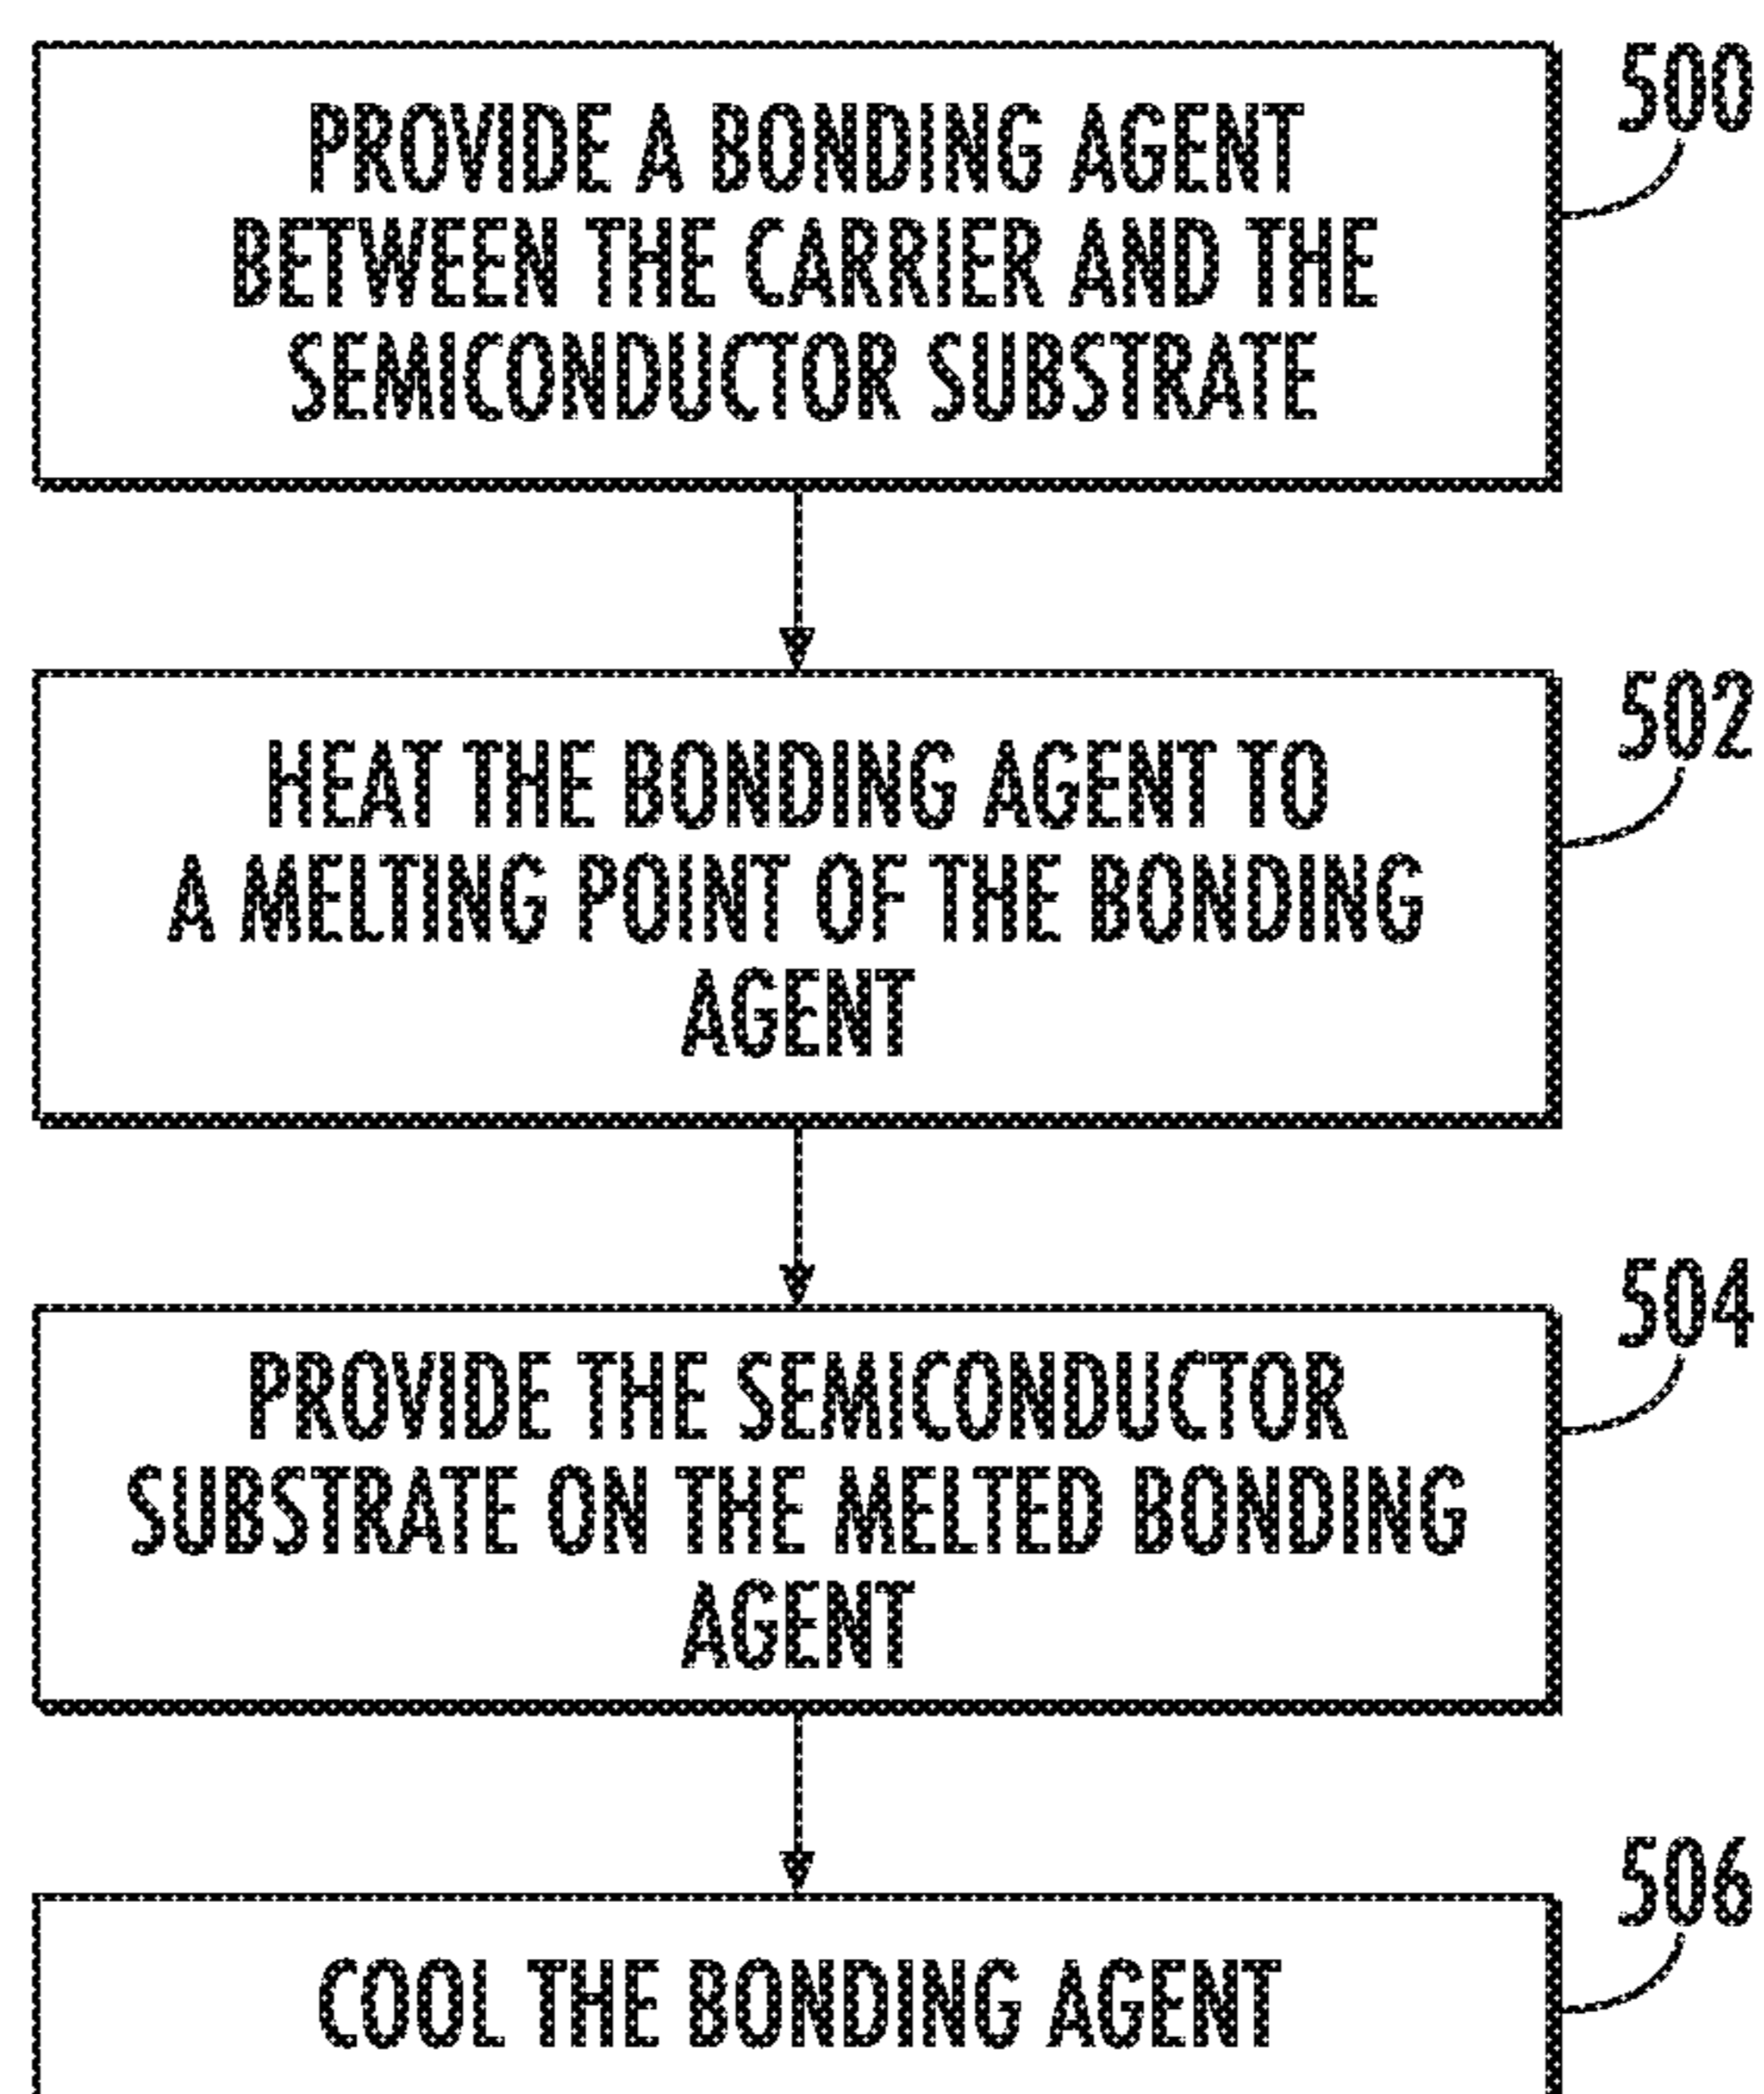 500
PROVIDE A BONDING AGENT
BETWEEN THE CARRIER AND THE
SEMICONDUCTOR SUBSTRATE
502
HEAT THE BONDING AGENT TO
A MELTING POINT OF THE BONDING
AGENT
504
PROVIDE THE SEMICONDUCTOR
SUBSTRATE ON THE MELTED BONDING
AGENT
506
COOL THE BONDING AGENT